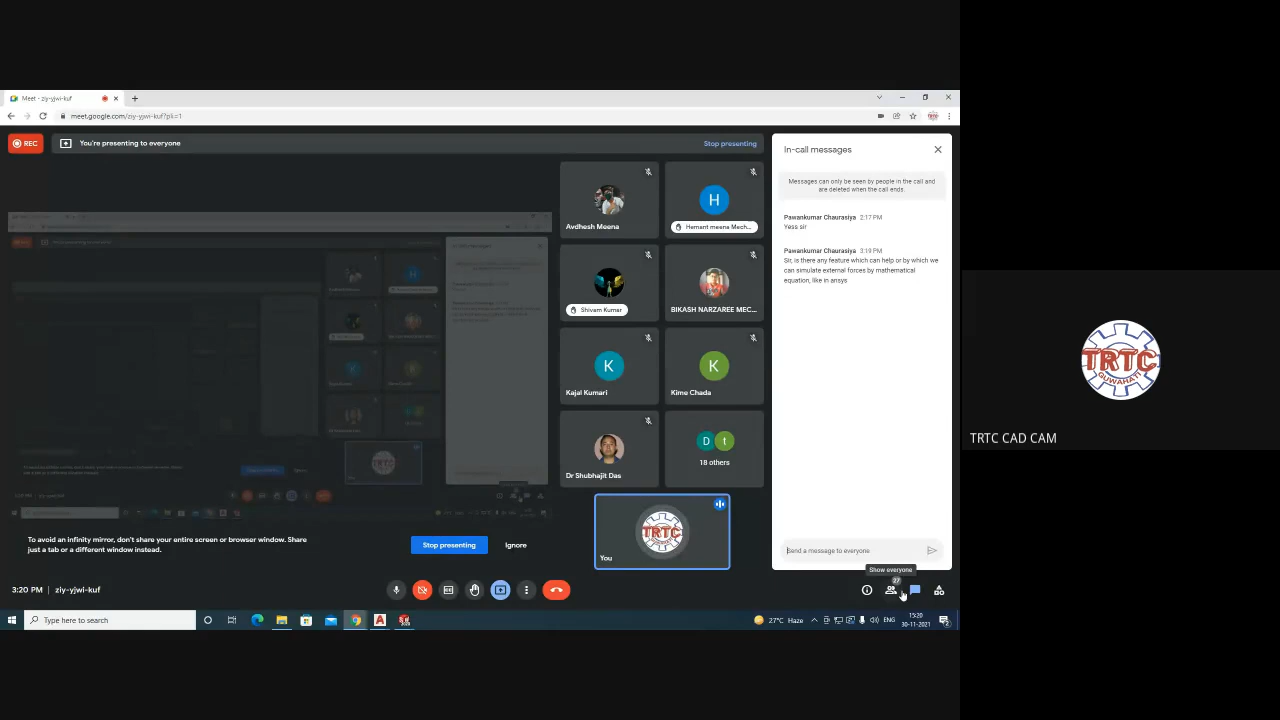 Meet - ziy-yjwi-kuf
meet.google.com/ziy-yjwi-kuf?pk=1
REC
You're presenting to everyone
Stop presenting
In-call messages
Messages can only be seen by people in the call and
are deleted when the call ends.
Pawankumar Chaurasiya 2:17 PM
Yess sir
Pawankumar Chaurasiya 3:19 PM
Sir, is there any feature which can help or by which we
can simulate external forces by mathematical
equation, like in ansys
Avdhesh Meena
H
Hemant meena Mech...
Shivam Kumar
BIKASH NARZAREE MEC...
K
Kajal Kumari
K
Kime Chada
Dr Shubhajit Das
D t
18 others
TRTC
You
To avoid an infinity mirror, don't share your entire screen or browser window. Share
just a tab or a different window instead.
Stop presenting
Ignore
Send a message to everyone
Show everyone
27
3:20 PM | ziy-yjwi-kuf
Type here to search
27°C Haze
ENG
15:20
30-11-2021
TRTC
GUWAHATI
TRTC CAD CAM